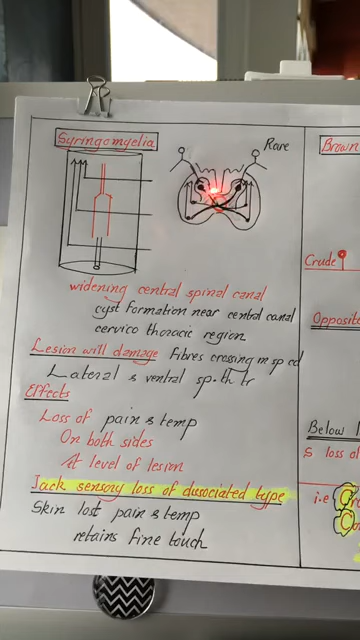 Syringomyelia
Rare
widening central spinal canal
cyst formation near central canal
cervico thoracic region
Lesion will damage Fibres crossing in sp cd
Lateral & ventral sp. th tr
Effects
Loss of pain & temp
On both sides
At level of lesion
Jack sensory loss of dissociated type
Skin lost pain & temp
retains fine touch
Brown
Crude
Opposite
Below l
S loss of
i.e